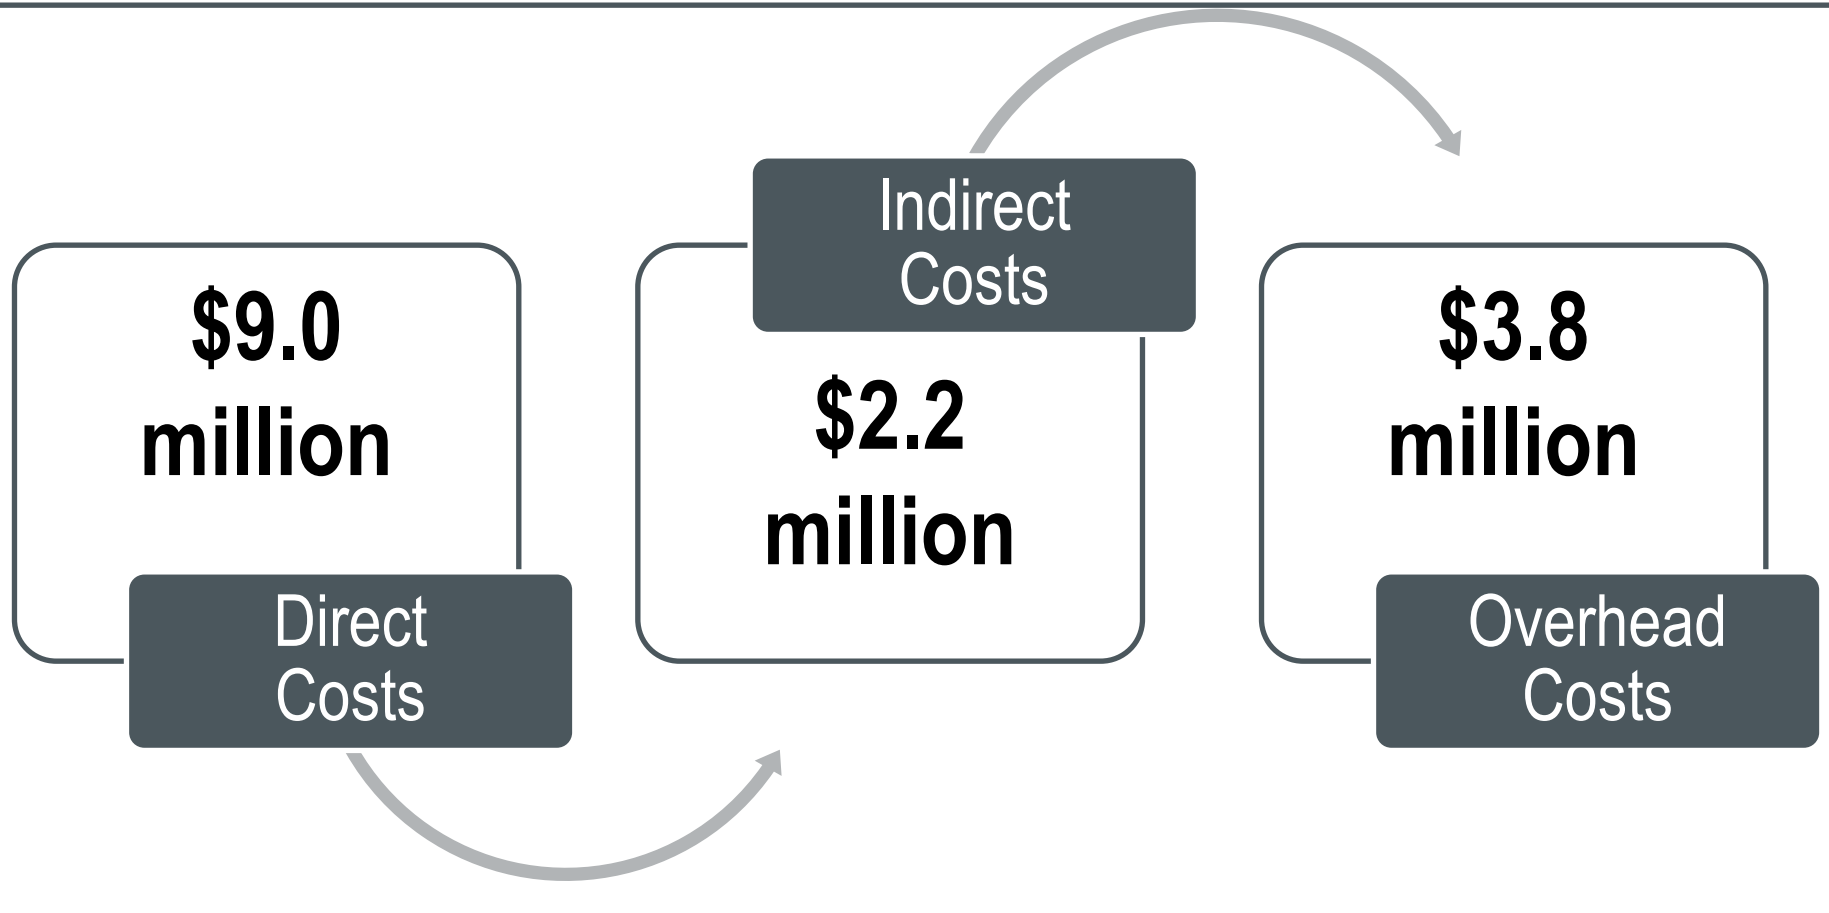 $9.0
million
Direct
Costs
Indirect
Costs
$2.2
million
$3.8
million
Overhead
Costs